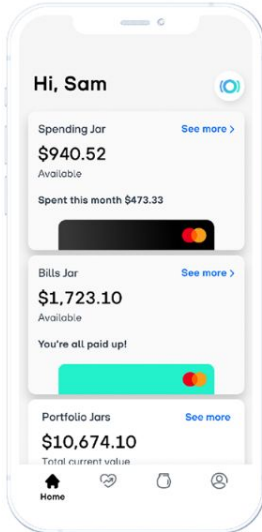 Hi, Sam
Spending Jar See more >
$940.52
Available
Spent this month $473.33
Bills Jar See more >
$1,723.10
Available
You're all paid up!
Portfolio Jars See more
$10,674.10
Total current value
Home